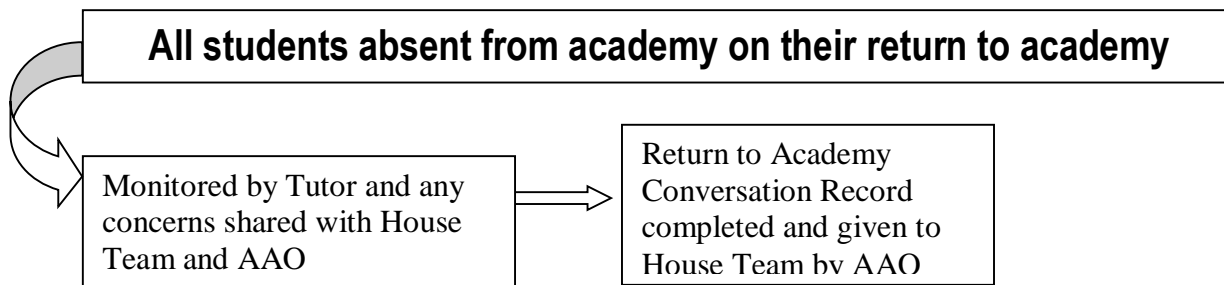 All students absent from academy on their return to academy
Monitored by Tutor and any
concerns shared with House
Team and AAO
Return to Academy
Conversation Record
completed and given to
House Team by AAO